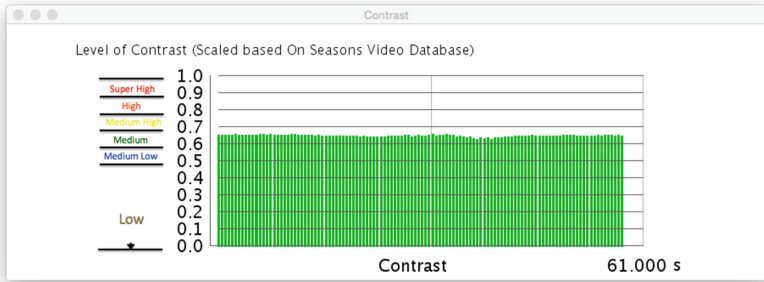 Contrast
Level of Contrast (Scaled based On Seasons Video Database)
Super High
High
Medium High
Medium
Medium Low
Low
1.0
0.9
0.8
0.7
0.6
0.5
0.4
0.3
0.2
0.1
0.0
Contrast
61.000 s